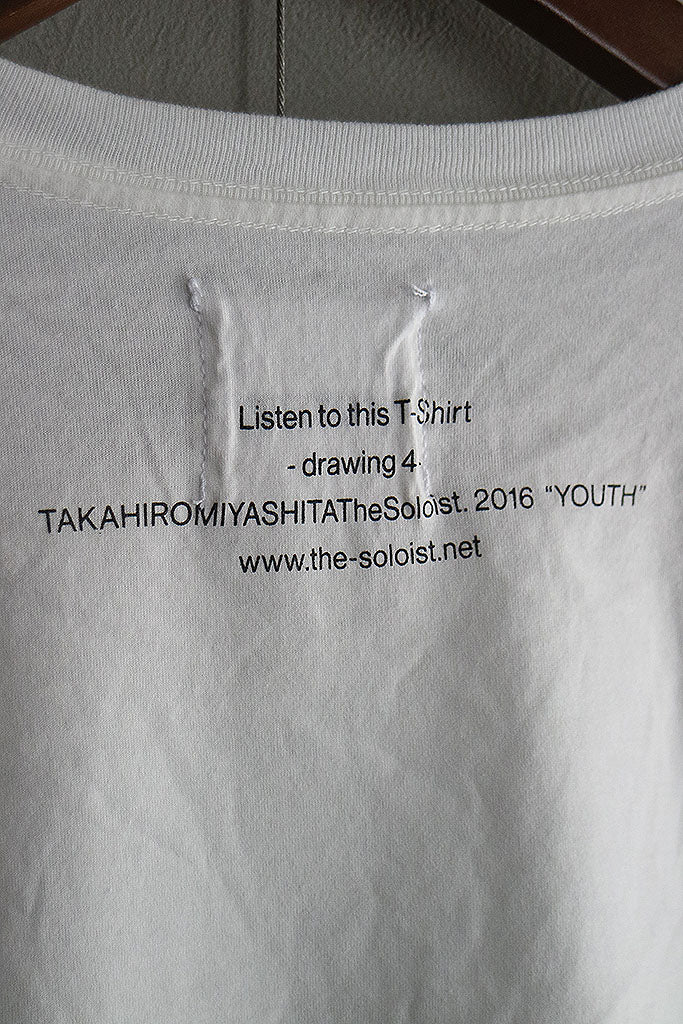 Listen to this T-Shirt
- drawing 4-
TAKAHIROMIYASHITATheSoloist. 2016 “YOUTH”
www.the-soloist.net